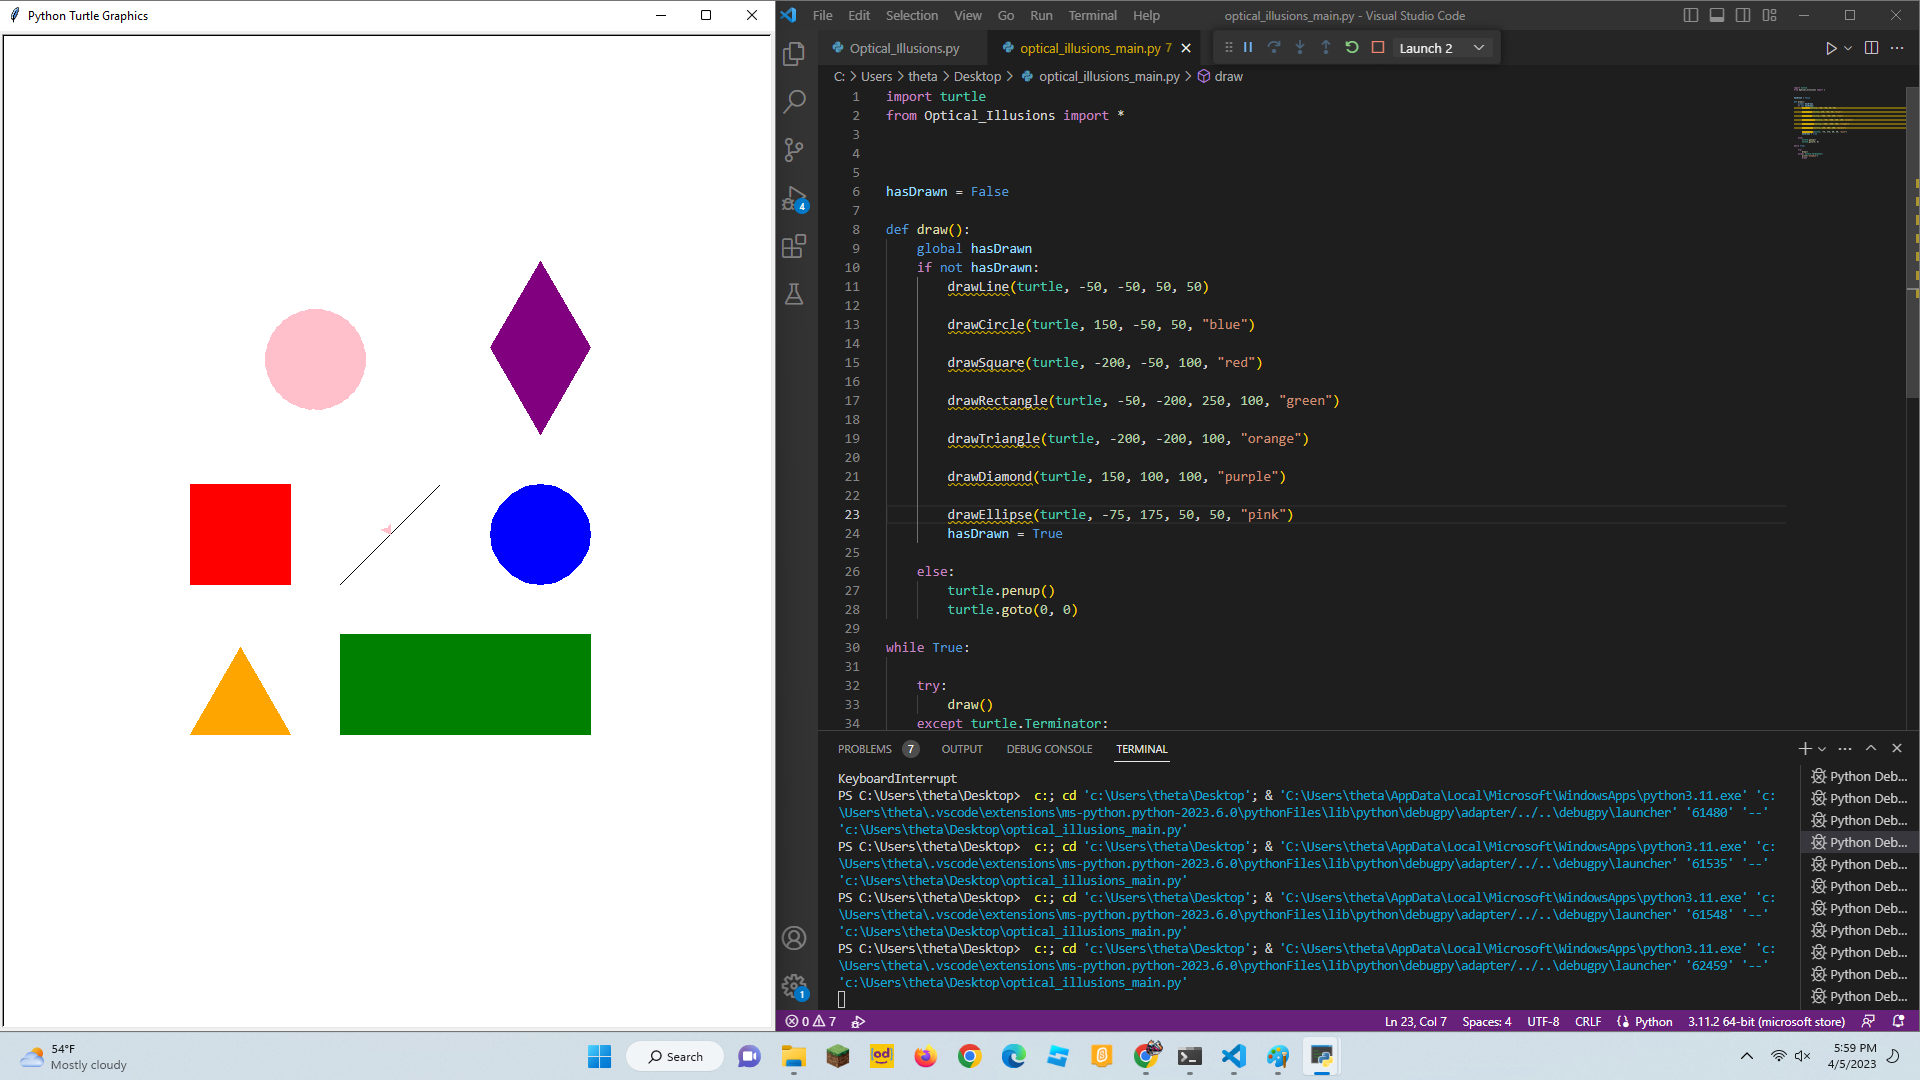 Python Turtle Graphics
File Edit Selection View Go Run Terminal Help
optical_illusions_main.py - Visual Studio Code
Optical_Illusions.py
optical_illusions_main.py 7
Launch 2
C: > Users > theta > Desktop > optical_illusions_main.py > draw
1 import turtle
2 from Optical_Illusions import *
3
4
5
6 hasDrawn = False
7
8 def draw():
9 global hasDrawn
10 if not hasDrawn:
11 drawLine(turtle, -50, -50, 50, 50)
12
13 drawCircle(turtle, 150, -50, 50, "blue")
14
15 drawSquare(turtle, -200, -50, 100, "red")
16
17 drawRectangle(turtle, -50, -200, 250, 100, "green")
18
19 drawTriangle(turtle, -200, -200, 100, "orange")
20
21 drawDiamond(turtle, 150, 100, 100, "purple")
22
23 drawEllipse(turtle, -75, 175, 50, 50, "pink")
24 hasDrawn = True
25
26 else:
27 turtle.penup()
28 turtle.goto(0, 0)
29
30 while True:
31
32 try:
33 draw()
34 except turtle.Terminator:
4
1
PROBLEMS 7 OUTPUT DEBUG CONSOLE TERMINAL
KeyboardInterrupt
PS C:\Users\theta\Desktop> c:; cd 'c:\Users\theta\Desktop'; & 'C:\Users\theta\AppData\Local\Microsoft\WindowsApps\python3.11.exe' 'c:
\Users\theta\.vscode\extensions\ms-python.python-2023.6.0\pythonFiles\lib\python\debugpy\adapter/../..\debugpy\launcher' '61480' '--'
'c:\Users\theta\Desktop\optical_illusions_main.py'
PS C:\Users\theta\Desktop> c:; cd 'c:\Users\theta\Desktop'; & 'C:\Users\theta\AppData\Local\Microsoft\WindowsApps\python3.11.exe' 'c:
\Users\theta\.vscode\extensions\ms-python.python-2023.6.0\pythonFiles\lib\python\debugpy\adapter/../..\debugpy\launcher' '61535' '--'
'c:\Users\theta\Desktop\optical_illusions_main.py'
PS C:\Users\theta\Desktop> c:; cd 'c:\Users\theta\Desktop'; & 'C:\Users\theta\AppData\Local\Microsoft\WindowsApps\python3.11.exe' 'c:
\Users\theta\.vscode\extensions\ms-python.python-2023.6.0\pythonFiles\lib\python\debugpy\adapter/../..\debugpy\launcher' '61548' '--'
'c:\Users\theta\Desktop\optical_illusions_main.py'
PS C:\Users\theta\Desktop> c:; cd 'c:\Users\theta\Desktop'; & 'C:\Users\theta\AppData\Local\Microsoft\WindowsApps\python3.11.exe' 'c:
\Users\theta\.vscode\extensions\ms-python.python-2023.6.0\pythonFiles\lib\python\debugpy\adapter/../..\debugpy\launcher' '62459' '--'
'c:\Users\theta\Desktop\optical_illusions_main.py'
Python Deb...
Python Deb...
Python Deb...
Python Deb...
Python Deb...
Python Deb...
Python Deb...
Python Deb...
Python Deb...
Python Deb...
Python Deb...
0 7
Ln 23, Col 7 Spaces: 4 UTF-8 CRLF Python 3.11.2 64-bit (microsoft store)
54°F
Mostly cloudy
Search
od
5:59 PM
4/5/2023